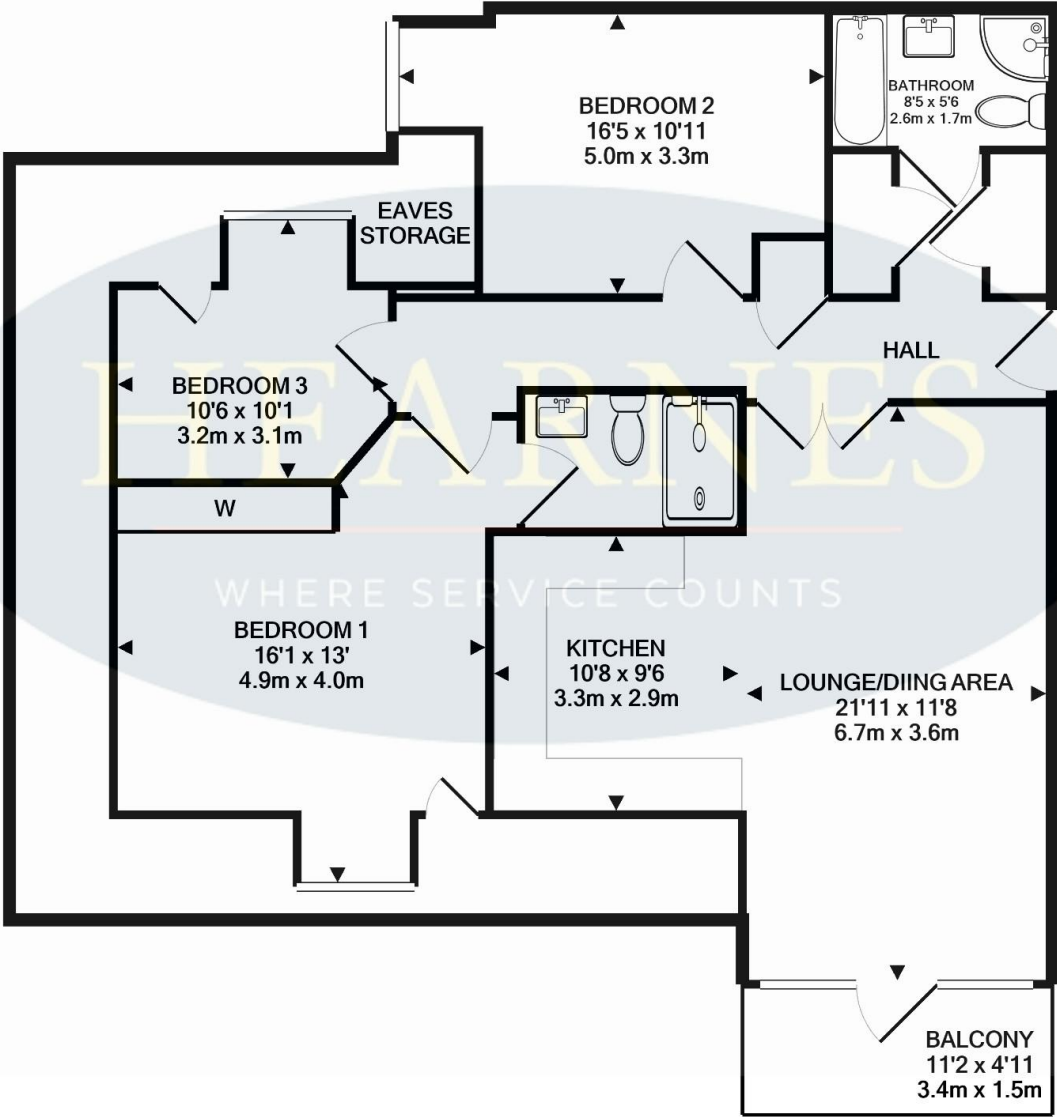 BEDROOM 2
16'5 x 10'11
5.0m x 3.3m
BATHROOM
8'5 x 5'6
2.6m x 1.7m
EAVES
STORAGE
HALL
BEDROOM 3
10'6 x 10'1
3.2m x 3.1m
HEARNES
W
WHERE SERVICE COUNTS
BEDROOM 1
16'1 x 13'
4.9m x 4.0m
KITCHEN
10'8 x 9'6
3.3m x 2.9m
LOUNGE/DIING AREA
21'11 x 11'8
6.7m x 3.6m
BALCONY
11'2 x 4'11
3.4m x 1.5m